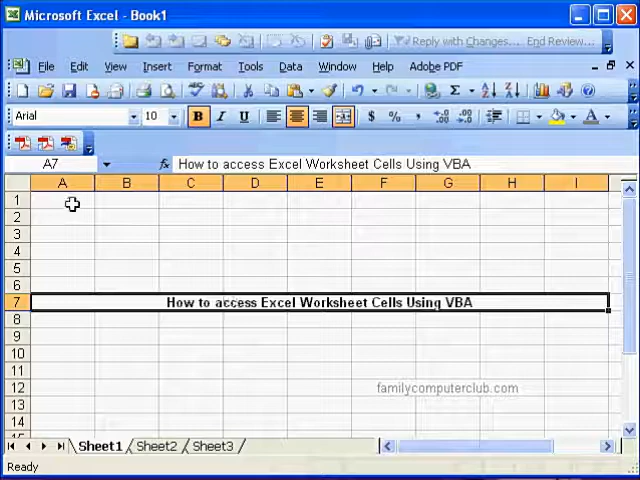 Microsoft Excel - Book1
Reply with Changes... End Review...
File Edit View Insert Format Tools Data Window Help Adobe PDF
Arial 10 B I U $ % ,
A7 fx How to access Excel Worksheet Cells Using VBA
A B C D E F G H I
1
2
3
4
5
6
7 How to access Excel Worksheet Cells Using VBA
8
9
10
11
12 familycomputerclub.com
13
14
Sheet1 Sheet2 Sheet3
Ready